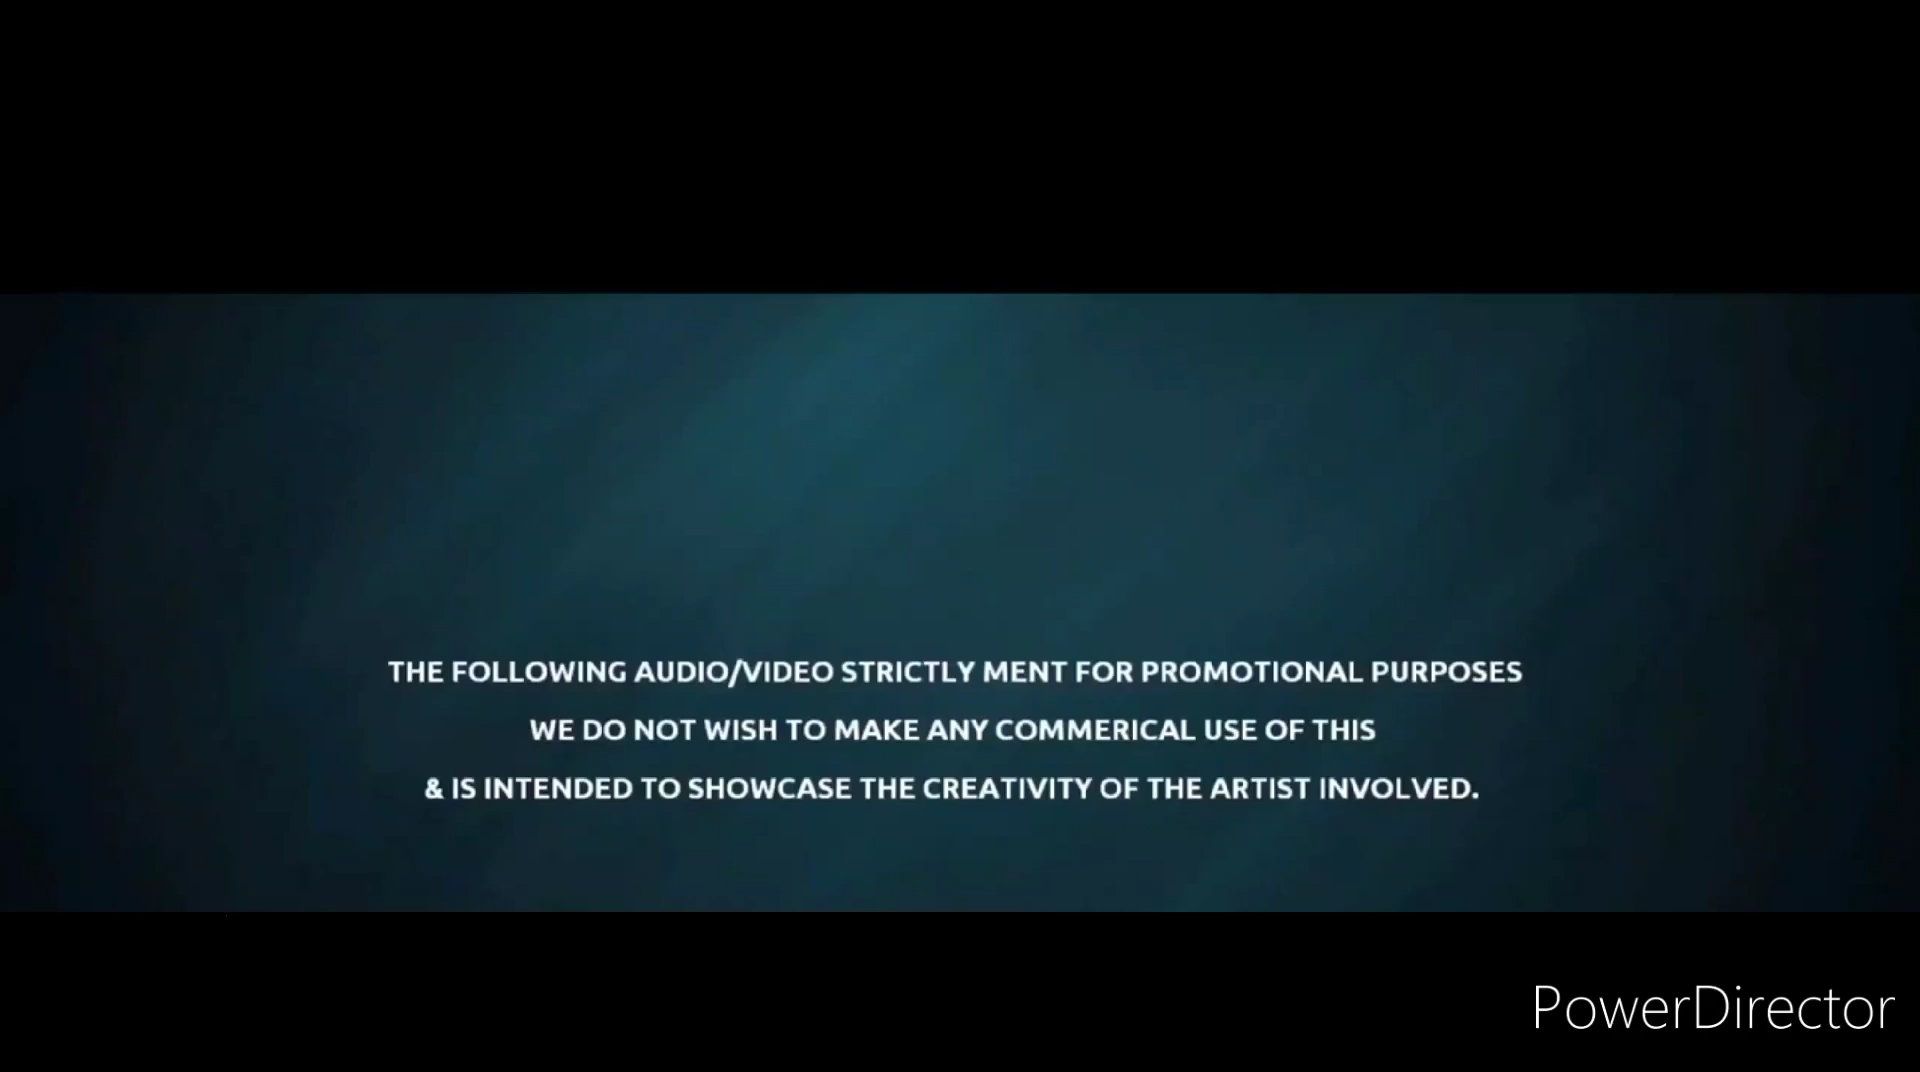 THE FOLLOWING AUDIO/VIDEO STRICTLY MENT FOR PROMOTIONAL PURPOSES
WE DO NOT WISH TO MAKE ANY COMMERICAL USE OF THIS
& IS INTENDED TO SHOWCASE THE CREATIVITY OF THE ARTIST INVOLVED.
PowerDirector